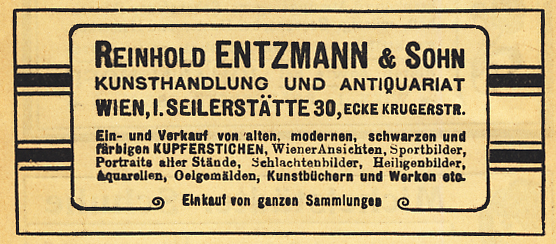 REINHOLD ENTZMANN & SOHN
KUNSTHANDLUNG UND ANTIQUARIAT
WIEN, I. SEILERSTÄTTE 30, ECKE KRUGERSTR.
Ein- und Verkauf von alten, modernen, schwarzen und
färbigen KUPFERSTICHEN, Wiener Ansichten, Sportbilder,
Portraits alter Stände, Schlachtenbilder, Heiligenbilder,
Aquarellen, Oelgemälden, Kunstbüchern und Werken etc.
Einkauf von ganzen Sammlungen